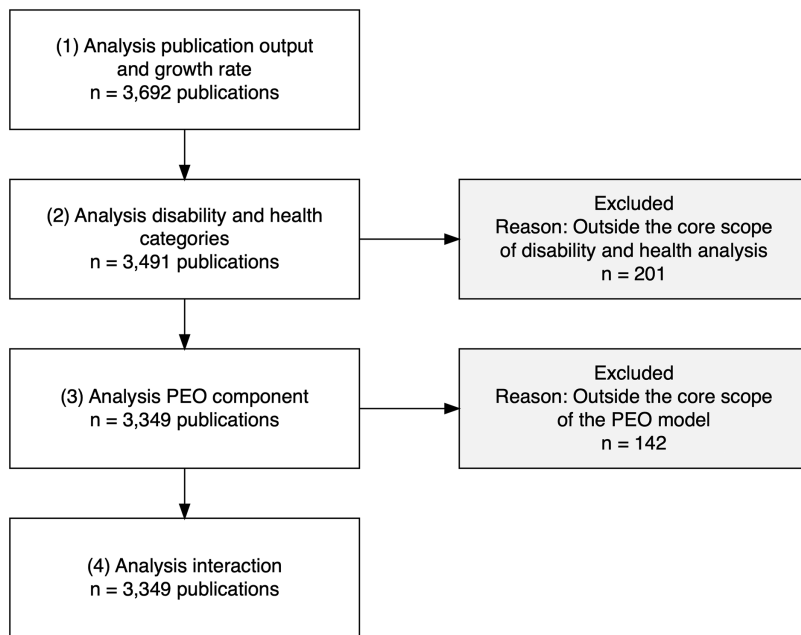 (1) Analysis publication output
and growth rate
n = 3,692 publications
(2) Analysis disability and health
categories
n = 3,491 publications
Excluded
Reason: Outside the core scope
of disability and health analysis
n = 201
(3) Analysis PEO component
n = 3,349 publications
Excluded
Reason: Outside the core scope
of the PEO model
n = 142
(4) Analysis interaction
n = 3,349 publications